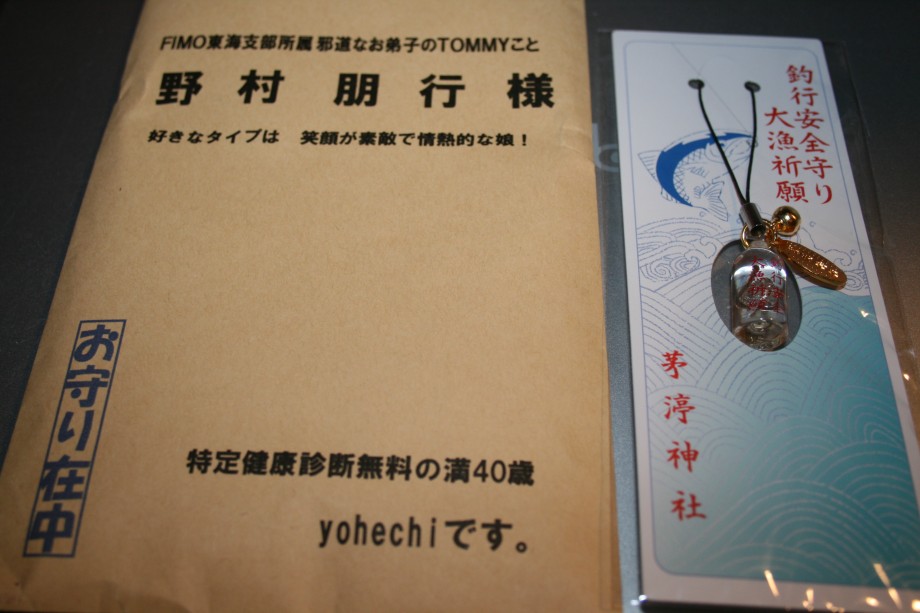 FIMO東海支部所属 邪道なお弟子のTOMMYこと
野村 朋行様
好きなタイプは 笑顔が素敵で情熱的な娘！
お守り在中
特定健康診断無料の満40歳
yohechiです。
釣行安全守り
大漁祈願
茅渟神社